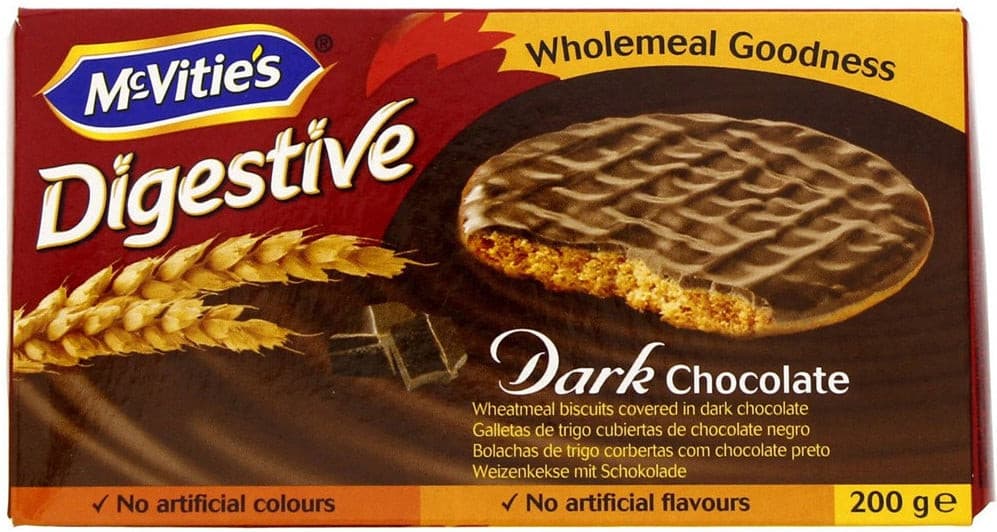 McVitie's ®
Digestive
Wholemeal Goodness
Dark Chocolate
Wheatmeal biscuits covered in dark chocolate
Galletas de trigo cubiertas de chocolate negro
Bolachas de trigo corbertas com chocolate preto
Weizenkekse mit Schokolade
✓ No artificial colours
✓ No artificial flavours
200 g ℮